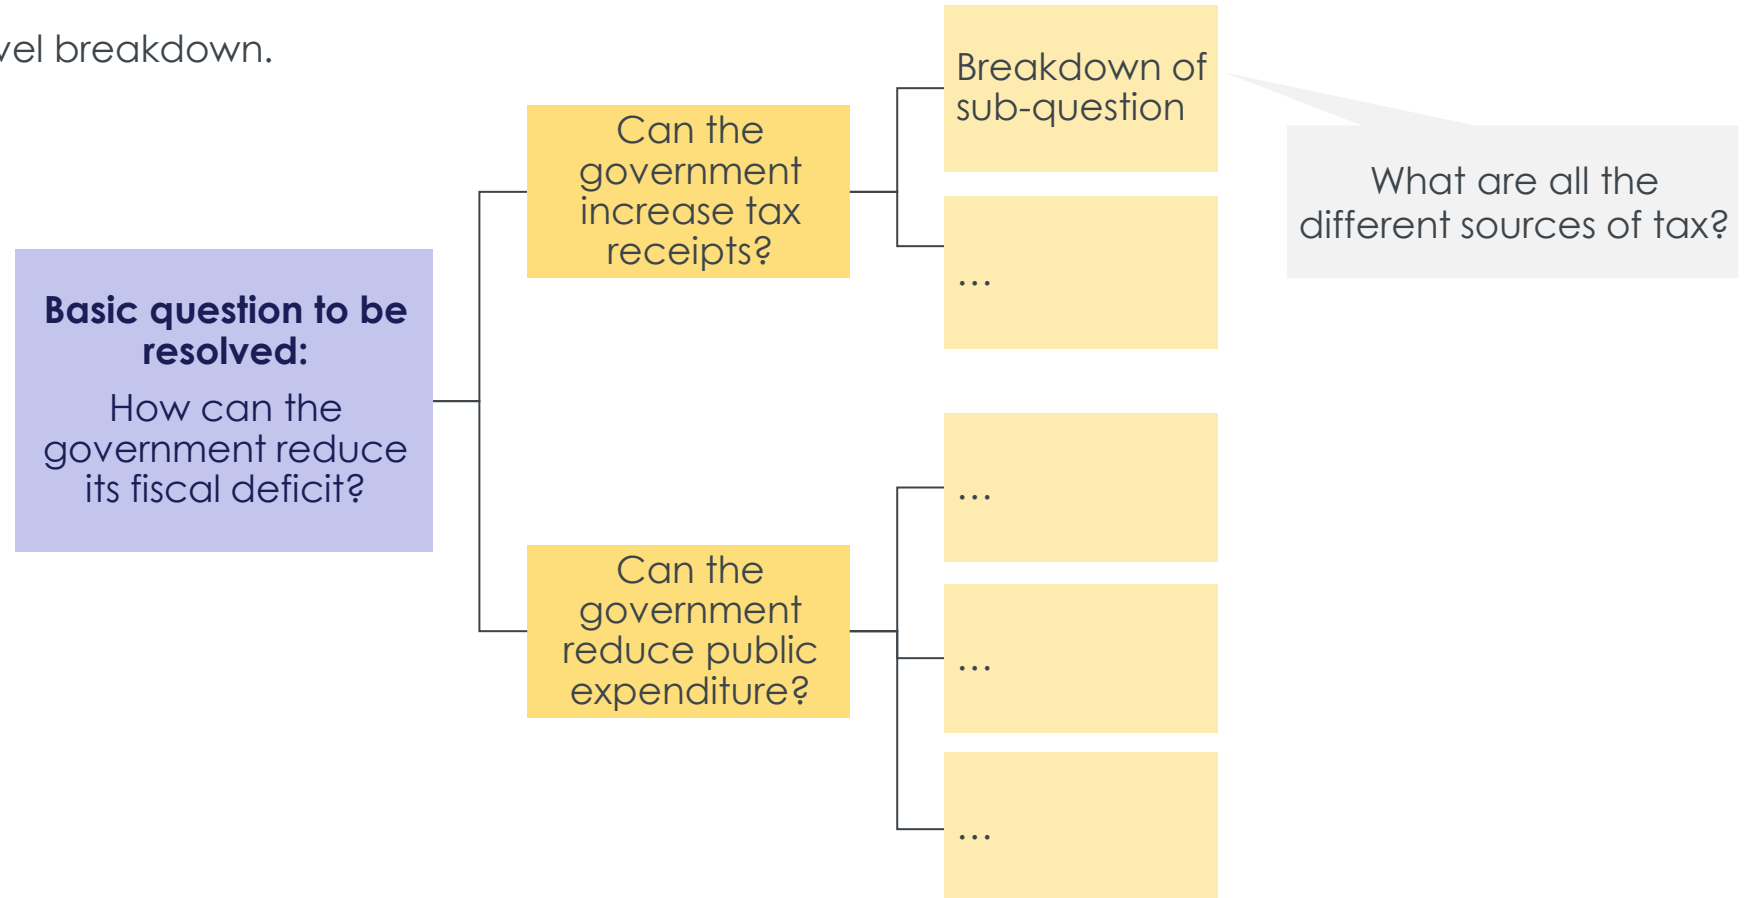 breakdown.
Basic question to be
resolved:
How can the
government reduce
its fiscal deficit?
Can the
government
increase tax
receipts?
Can the
government
reduce public
expenditure?
Breakdown of
sub-question
...
...
...
...
What are all the
different sources of tax?